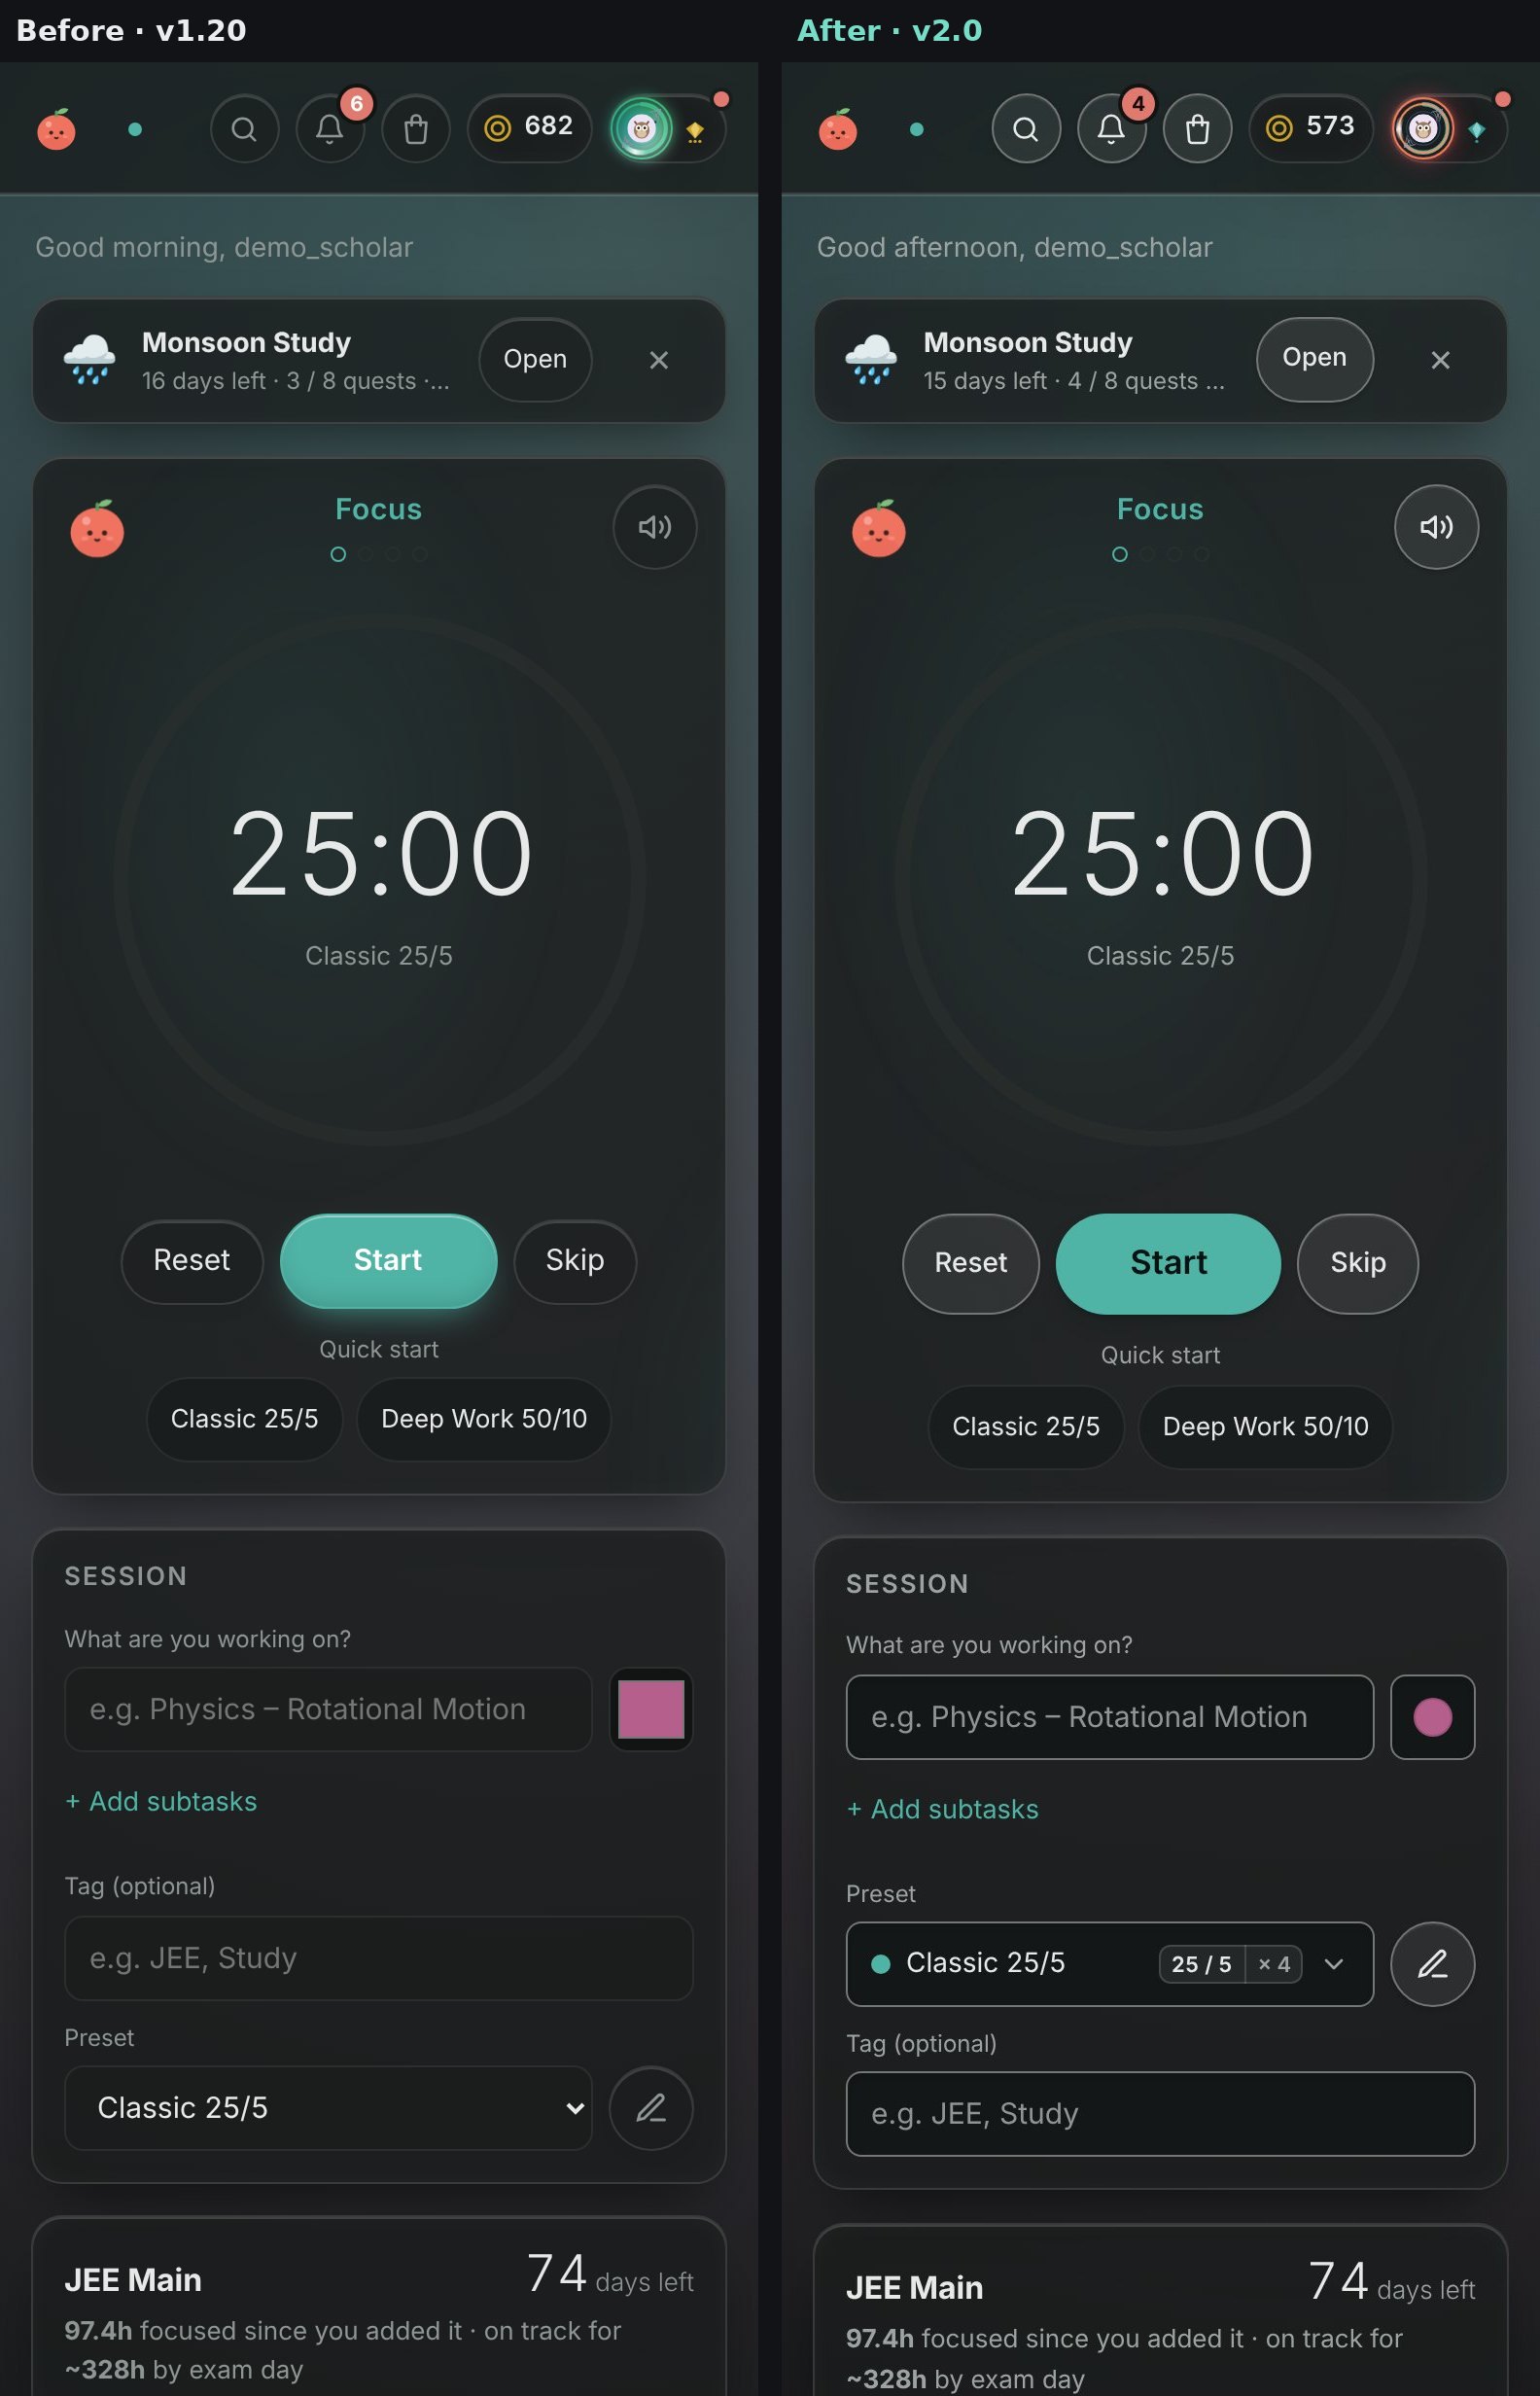 Before · v1.20
6
682
Good morning, demo_scholar
Monsoon Study
16 days left · 3 / 8 quests ·...
Open
Focus
25:00
Classic 25/5
Reset
Start
Skip
Quick start
Classic 25/5
Deep Work 50/10
SESSION
What are you working on?
e.g. Physics – Rotational Motion
+ Add subtasks
Tag (optional)
e.g. JEE, Study
Preset
Classic 25/5
JEE Main
74 days left
97.4h focused since you added it · on track for
~328h by exam day
After · v2.0
4
573
Good afternoon, demo_scholar
Monsoon Study
15 days left · 4 / 8 quests ...
Open
Focus
25:00
Classic 25/5
Reset
Start
Skip
Quick start
Classic 25/5
Deep Work 50/10
SESSION
What are you working on?
e.g. Physics – Rotational Motion
+ Add subtasks
Preset
Classic 25/5
25 / 5
× 4
Tag (optional)
e.g. JEE, Study
JEE Main
74 days left
97.4h focused since you added it · on track for
~328h by exam day